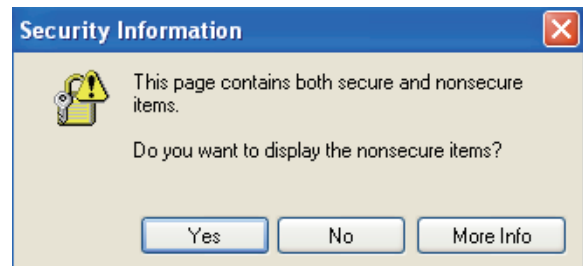 Security Information
This page contains both secure and nonsecure
items.
Do you want to display the nonsecure items?
Yes
No
More Info